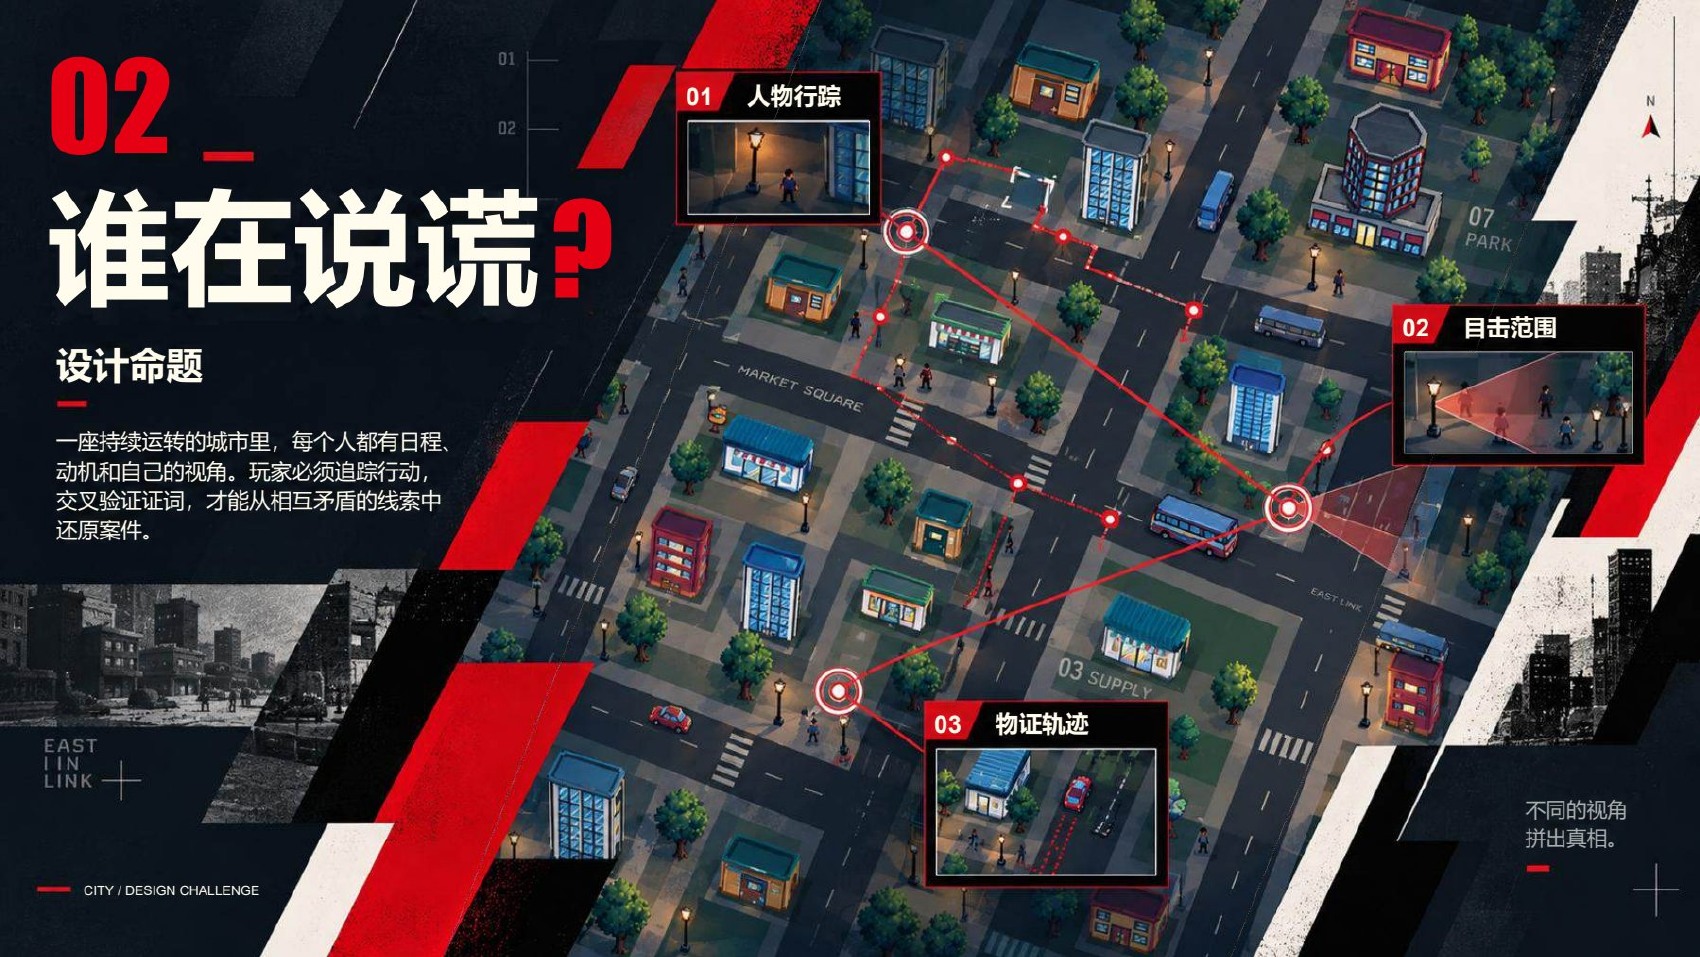 02
谁在说谎?
设计命题
一座持续运转的城市里，每个人都有日程、
动机和自己的视角。玩家必须追踪行动，
交叉验证证词，才能从相互矛盾的线索中
还原案件。
EAST
IIN
LINK
CITY / DESIGN CHALLENGE
01
02
01 人物行踪
02 目击范围
03 物证轨迹
MARKET SQUARE
07
PARK
EAST LINK
03 SUPPLY
N
不同的视角
拼出真相。